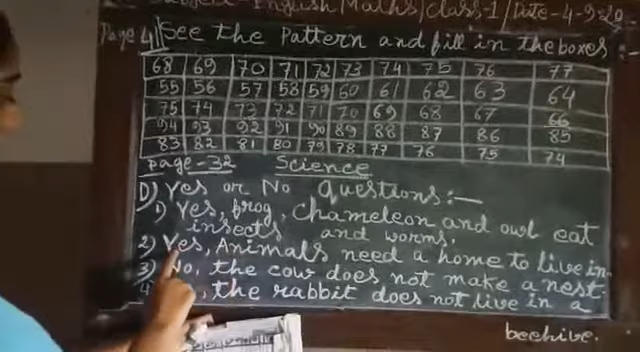 Subject-English Maths/Class-1/Date-4-9-20
Page 41 See the Pattern and fill in the boxes:-
68 69 70 71 72 73 74 75 76 77
55 56 57 58 59 60 61 62 63 64
75 74 73 72 71 70 69 68 67 66
94 93 92 91 90 89 88 87 86 85
83 82 81 80 79 78 77 76 75 74
page-32 Science
D) Yes or No questions:-
1) Yes, frog, Chameleon and owl eat
insects and worms.
2) Yes, Animals need a home to live in.
3) No, the cow does not make a nest.
4 the rabbit does not live in a
beehive.